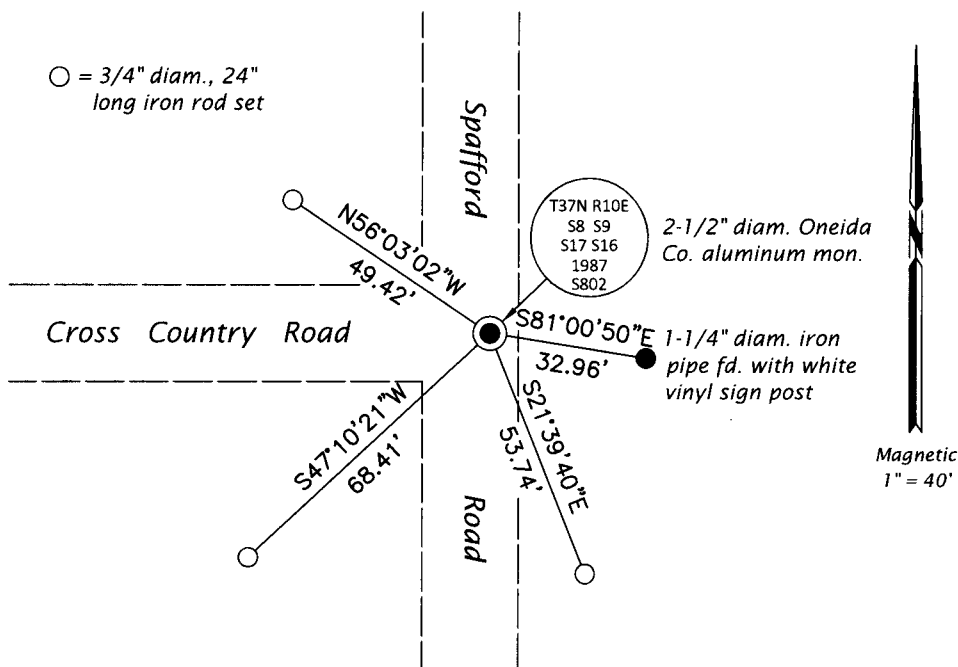 ○ = 3/4" diam., 24"
long iron rod set
Spafford
T37N R10E
S8 S9
S17 S16
1987
S802
2-1/2" diam. Oneida
Co. aluminum mon.
N56°03'02"W
49.42'
Cross Country Road
S81°00'50"E
32.96'
1-1/4" diam. iron
pipe fd. with white
vinyl sign post
S47°10'21"W
68.41'
S21°39'40"E
53.74'
Road
Magnetic
1" = 40'